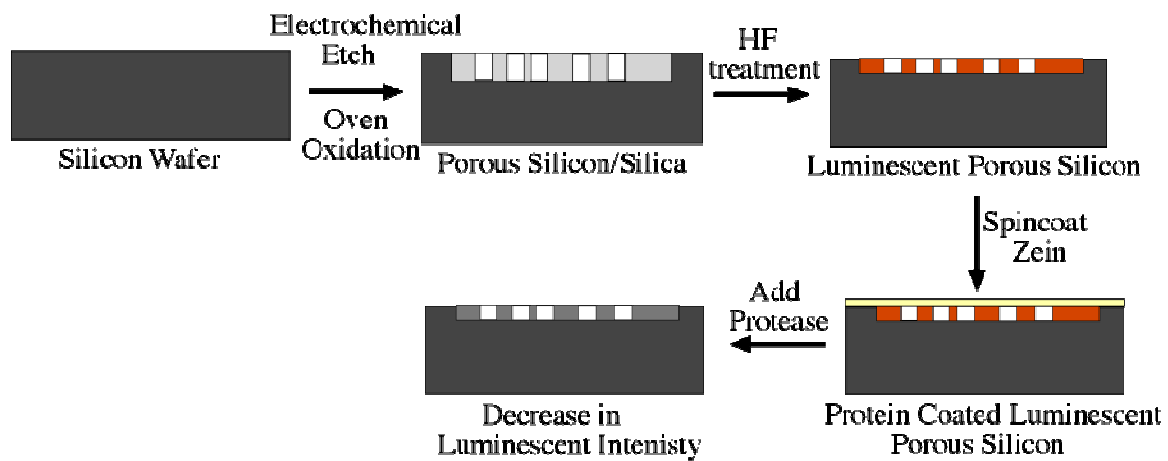 Electrochemical
Etch
Oven
Oxidation
Silicon Wafer
Porous Silicon/Silica
HF
treatment
Luminescent Porous Silicon
Spincoat
Zein
Protein Coated Luminescent
Porous Silicon
Add
Protease
Decrease in
Luminescent Intenisty